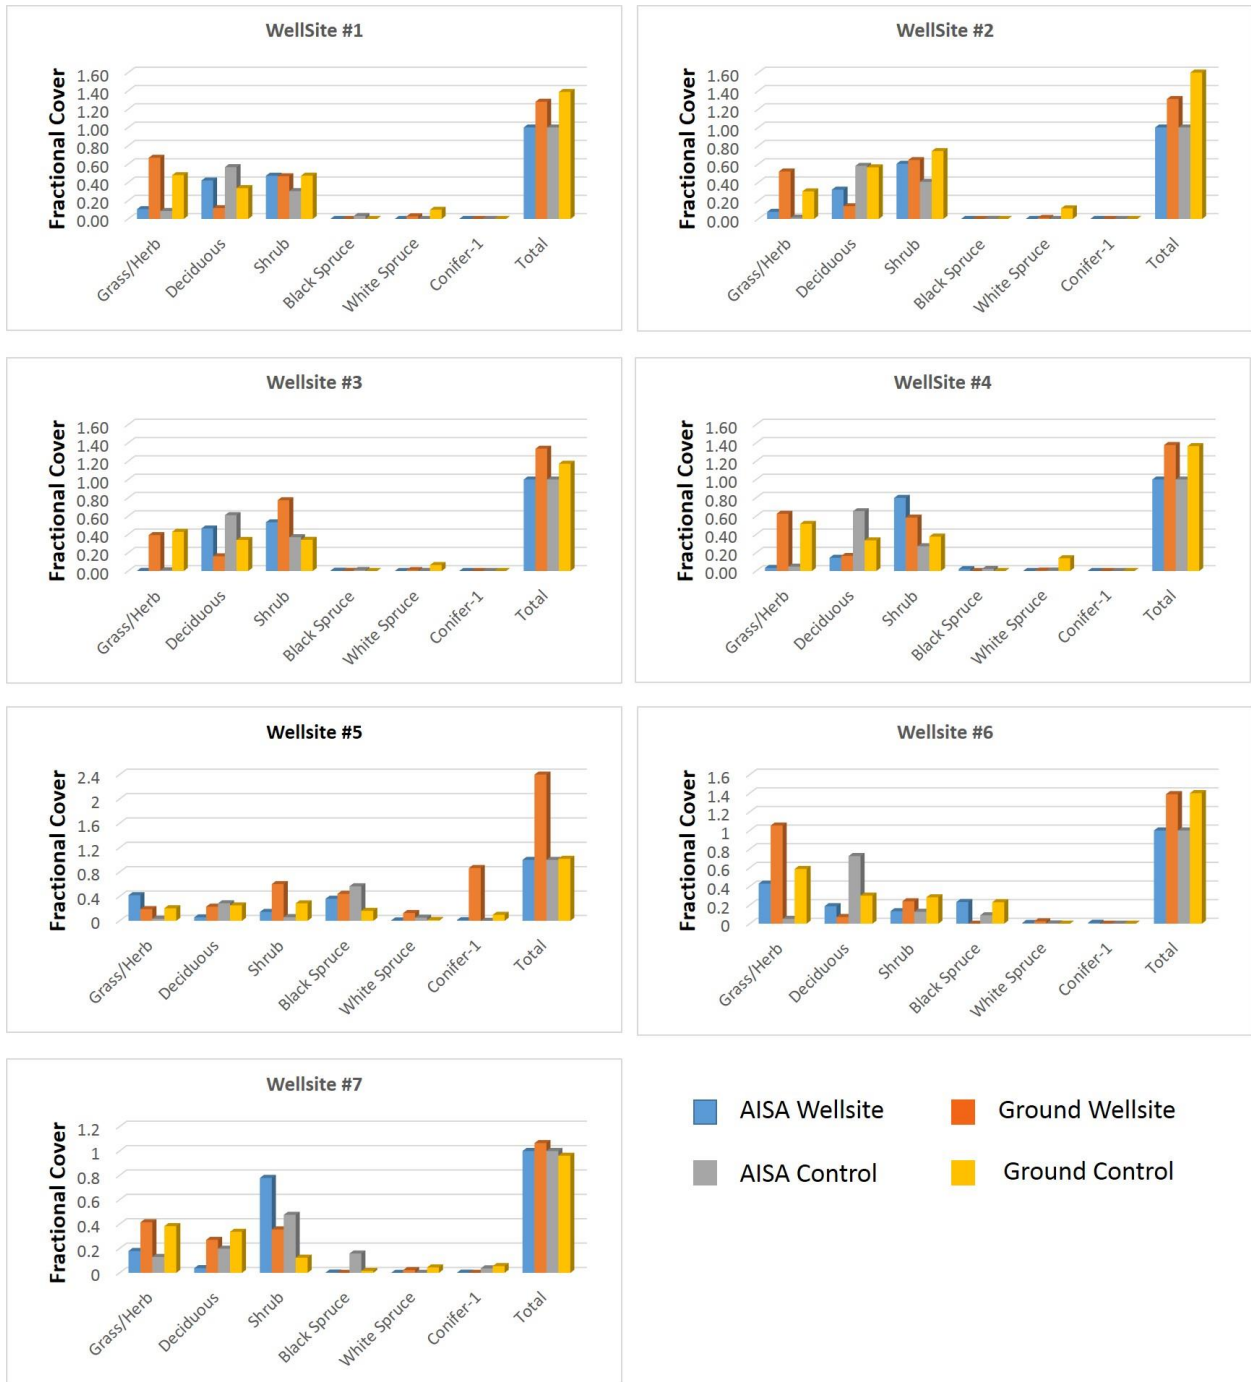 WellSite #1
Fractional Cover
1.60
1.40
1.20
1.00
0.80
0.60
0.40
0.20
0.00
Grass/Herb
Deciduous
Shrub
Black Spruce
White Spruce
Conifer-1
Total
WellSite #2
Fractional Cover
1.60
1.40
1.20
1.00
0.80
0.60
0.40
0.20
0.00
Grass/Herb
Deciduous
Shrub
Black Spruce
White Spruce
Conifer-1
Total
Wellsite #3
Fractional Cover
1.60
1.40
1.20
1.00
0.80
0.60
0.40
0.20
0.00
Grass/Herb
Deciduous
Shrub
Black Spruce
White Spruce
Conifer-1
Total
WellSite #4
Fractional Cover
1.60
1.40
1.20
1.00
0.80
0.60
0.40
0.20
0.00
Grass/Herb
Deciduous
Shrub
Black Spruce
White Spruce
Conifer-1
Total
Wellsite #5
Fractional Cover
2.4
2
1.6
1.2
0.8
0.4
0
Grass/Herb
Deciduous
Shrub
Black Spruce
White Spruce
Conifer-1
Total
Wellsite #6
Fractional Cover
1.6
1.4
1.2
1
0.8
0.6
0.4
0.2
0
Grass/Herb
Deciduous
Shrub
Black Spruce
White Spruce
Conifer-1
Total
Wellsite #7
Fractional Cover
1.2
1
0.8
0.6
0.4
0.2
0
Grass/Herb
Deciduous
Shrub
Black Spruce
White Spruce
Conifer-1
Total
AISA Wellsite
Ground Wellsite
AISA Control
Ground Control